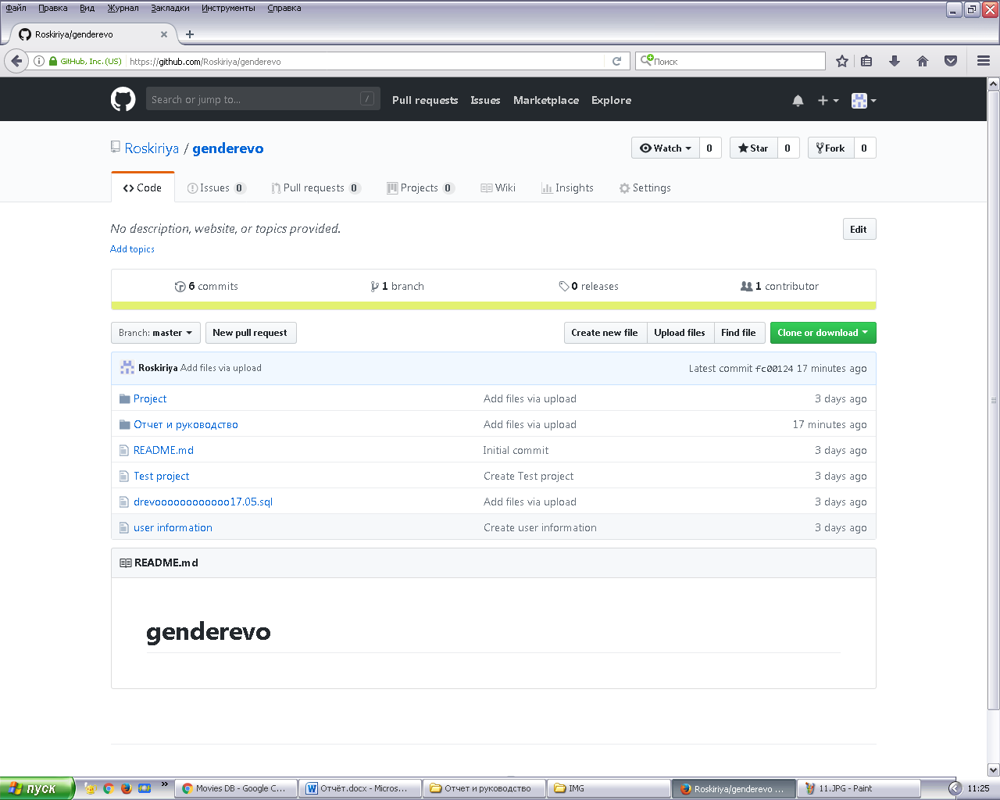 Файл Правка Вид Журнал Закладки Инструменты Справка
Roskiriya/genderevo
GitHub, Inc. (US) https://github.com/Roskiriya/genderevo Поиск
Search or jump to... / Pull requests Issues Marketplace Explore
Roskiriya / genderevo Watch 0 Star 0 Fork 0
Code Issues 0 Pull requests 0 Projects 0 Wiki Insights Settings
No description, website, or topics provided. Edit
Add topics
6 commits 1 branch 0 releases 1 contributor
Branch: master New pull request Create new file Upload files Find file Clone or download
Roskiriya Add files via upload Latest commit fc00124 17 minutes ago
Project Add files via upload 3 days ago
Отчет и руководство Add files via upload 17 minutes ago
README.md Initial commit 3 days ago
Test project Create Test project 3 days ago
drevoooooooooooo17.05.sql Add files via upload 3 days ago
user information Create user information 3 days ago
README.md
genderevo
пуск » Movies DB - Google C... Отчёт.docx - Micros... Отчет и руководство IMG Roskiriya/genderevo ... 11.JPG - Paint 11:25